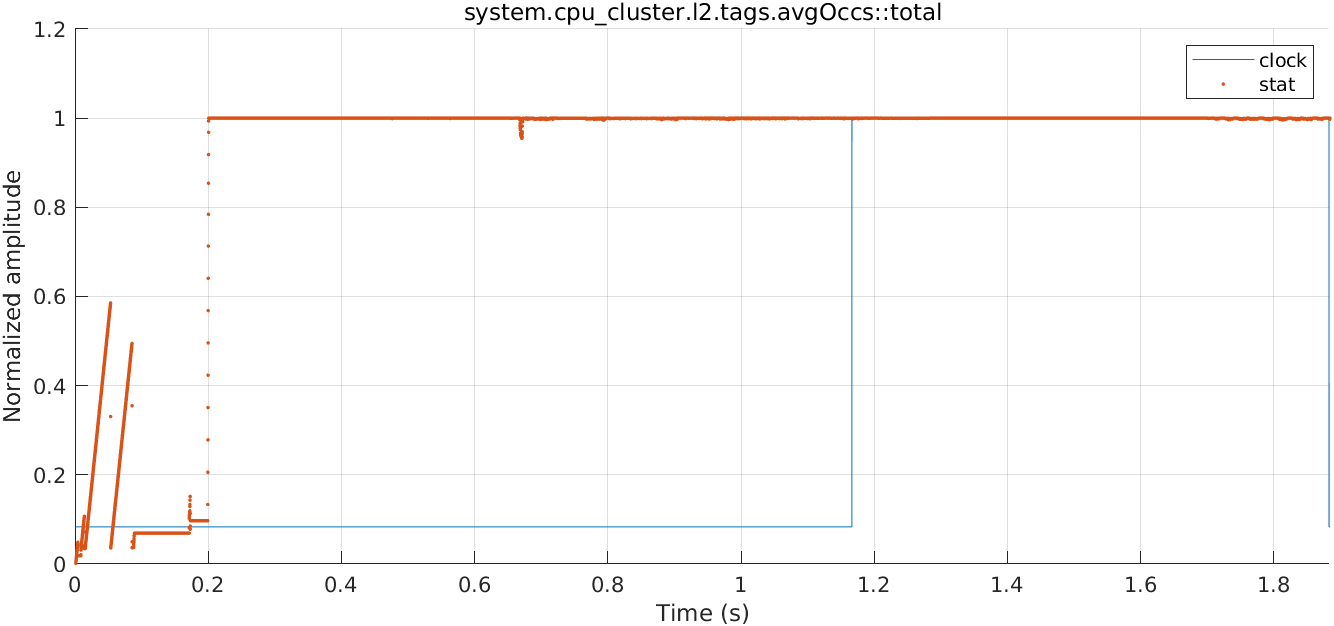 system.cpu_cluster.l2.tags.avgOccs::total
1.2
1
0.8
0.6
0.4
0.2
0
Normalized amplitude
clock
stat
0 0.2 0.4 0.6 0.8 1 1.2 1.4 1.6 1.8
Time (s)